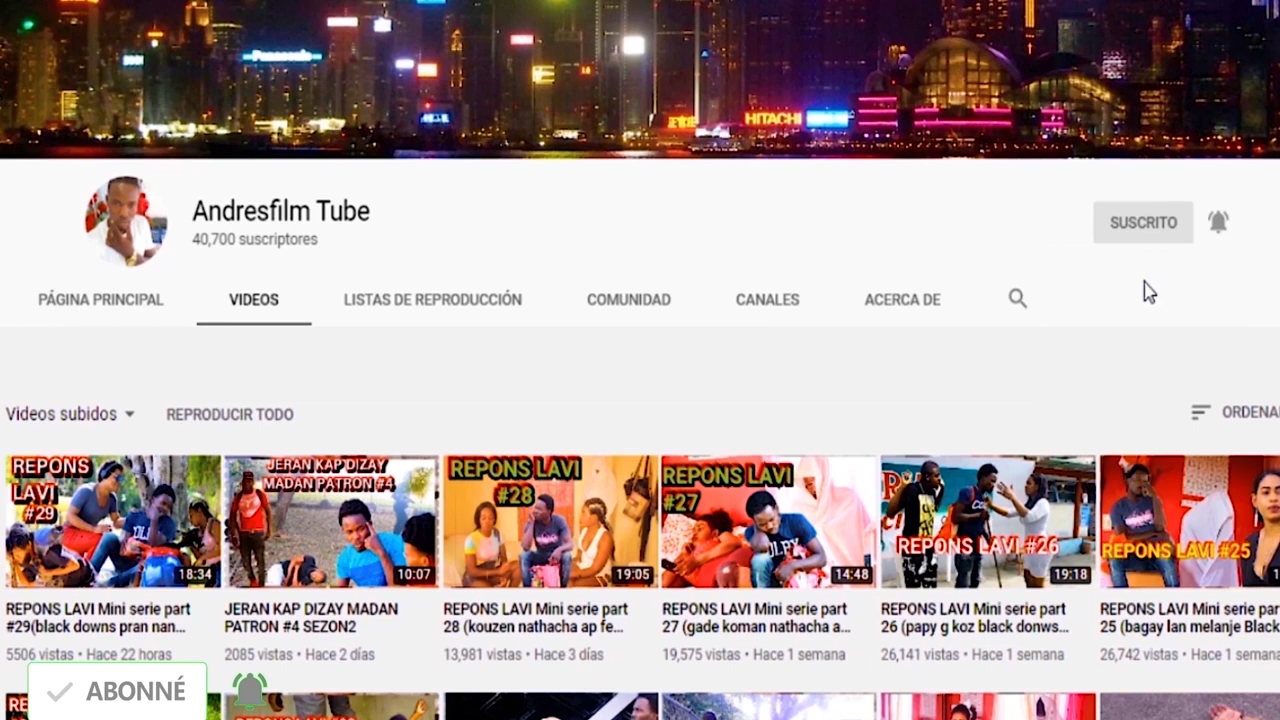 Panasonic
HITACHI
Andresfilm Tube
40,700 suscriptores
SUSCRITO
PÁGINA PRINCIPAL
VIDEOS
LISTAS DE REPRODUCCIÓN
COMUNIDAD
CANALES
ACERCA DE
Videos subidos
REPRODUCIR TODO
ORDENA
REPONS
LAVI
#29
18:34
JERAN KAP DIZAY
MADAN PATRON #4
10:07
REPONS LAVI
#28
19:05
REPONS LAVI
#27
14:48
REPONS LAVI #26
19:18
REPONS LAVI #25
REPONS LAVI Mini serie part
#29(black downs pran nan...
5506 vistas • Hace 22 horas
JERAN KAP DIZAY MADAN
PATRON #4 SEZON2
2085 vistas • Hace 2 días
REPONS LAVI Mini serie part
28 (kouzen nathacha ap fe...
13,981 vistas • Hace 3 días
REPONS LAVI Mini serie part
27 (gade koman nathacha a...
19,575 vistas • Hace 1 semana
REPONS LAVI Mini serie part
26 (papy g koz black donws...
26,141 vistas • Hace 1 semana
REPONS LAVI Mini serie par
25 (bagay lan melanje Black
26,742 vistas • Hace 1 semana
ABONNÉ